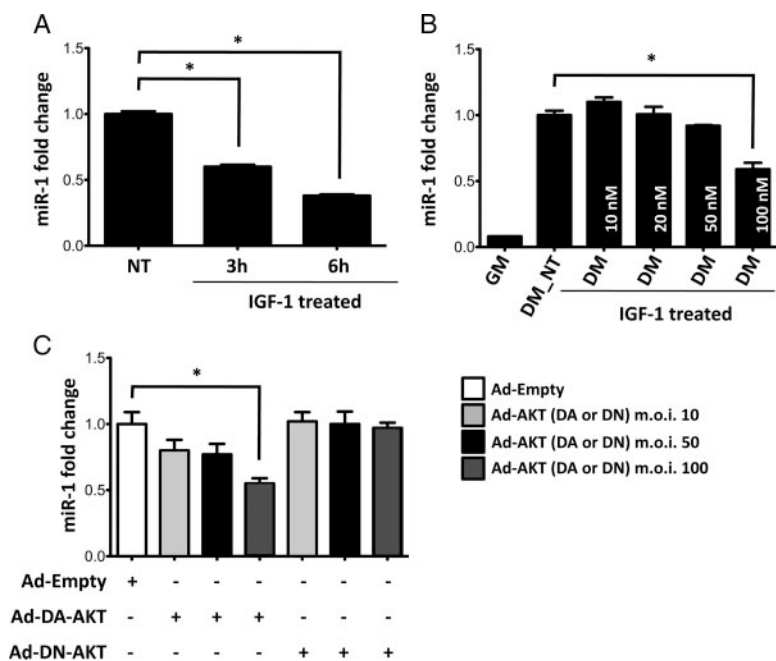 A
miR-1 fold change
1.5
1.0
0.5
0.0
*
*
NT
3h
6h
IGF-1 treated
B
miR-1 fold change
1.5
1.0
0.5
0.0
*
10 nM
20 nM
50 nM
100 nM
GM
DM_NT
DM
DM
DM
DM
IGF-1 treated
C
miR-1 fold change
1.5
1.0
0.5
0.0
*
Ad-Empty + - - - - - -
Ad-DA-AKT - + + + - - -
Ad-DN-AKT - - - - + + +
Ad-Empty
Ad-AKT (DA or DN) m.o.i. 10
Ad-AKT (DA or DN) m.o.i. 50
Ad-AKT (DA or DN) m.o.i. 100